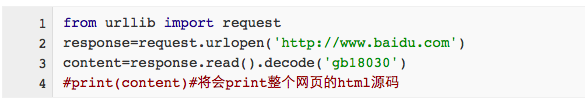 1 from urllib import request
2 response=request.urlopen('http://www.baidu.com')
3 content=response.read().decode('gb18030')
4 #print(content)#将会print整个网页的html源码